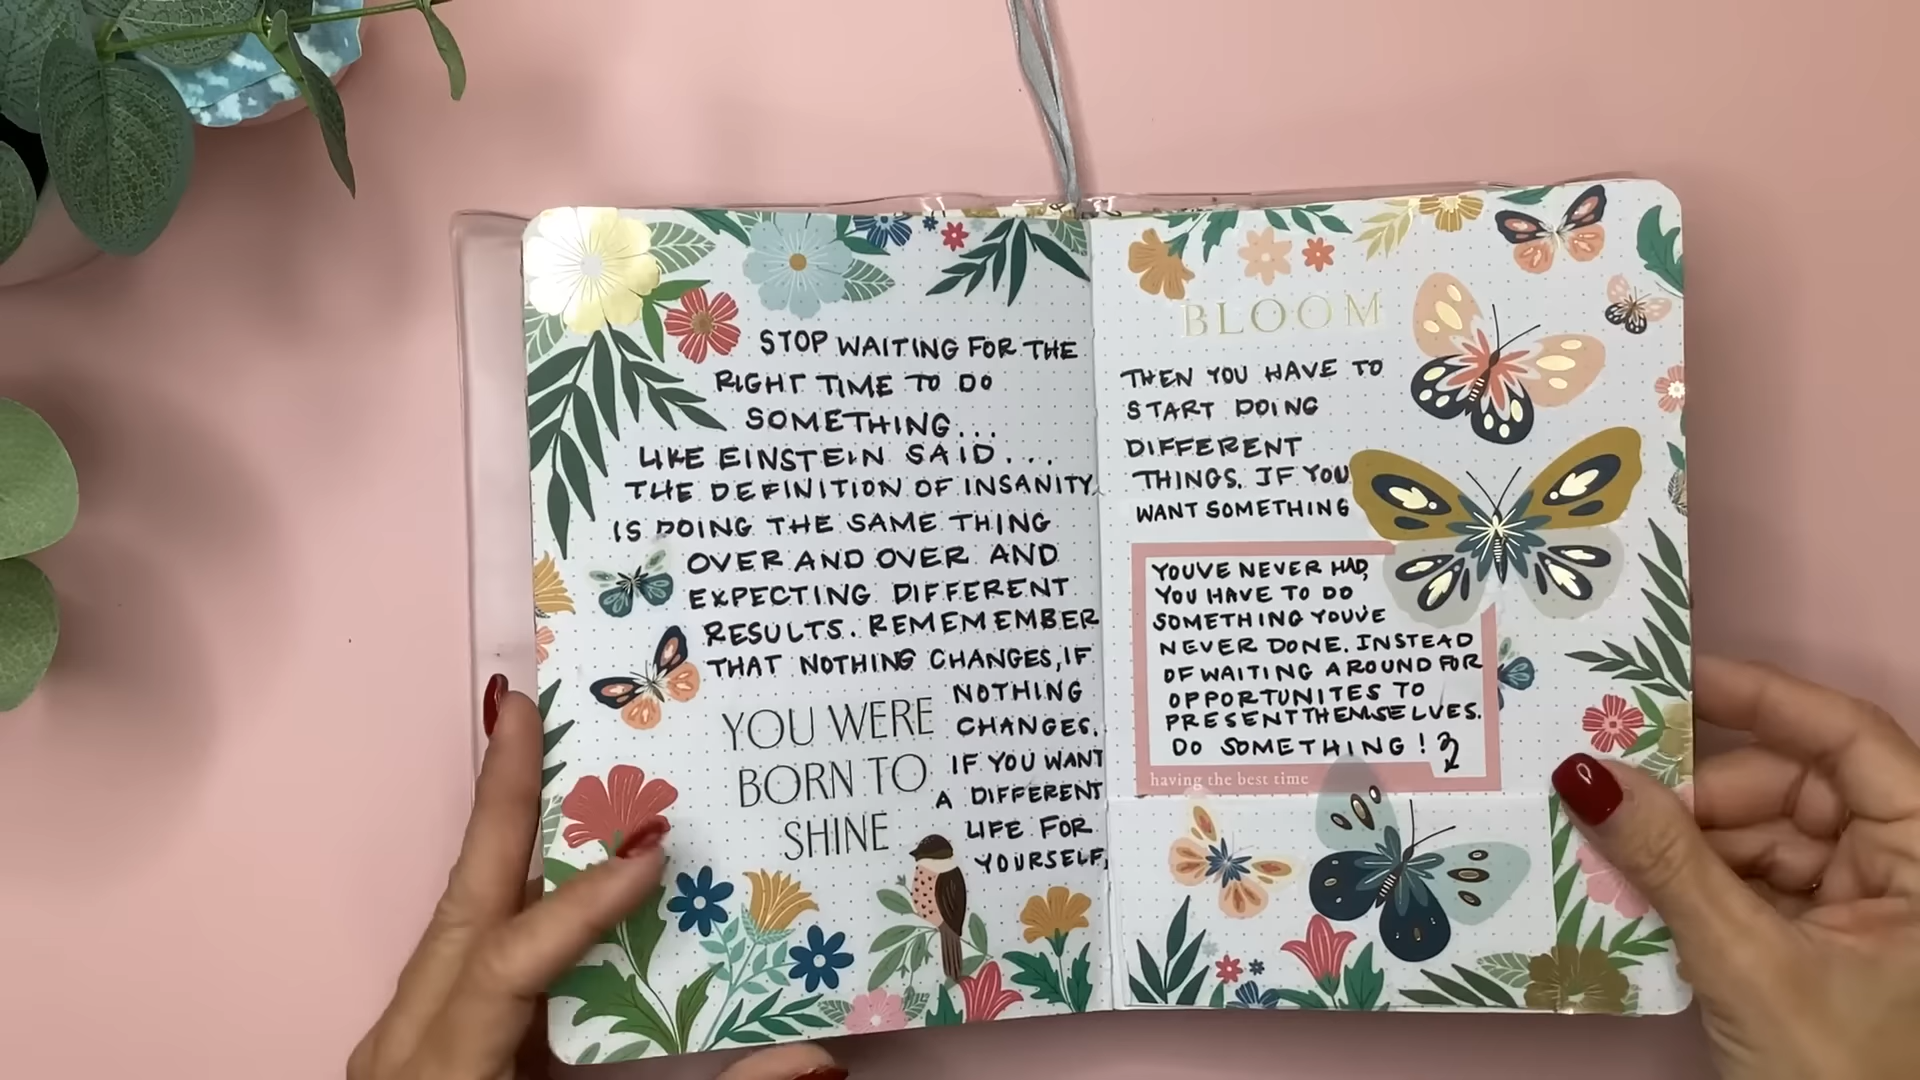 STOP WAITING FOR THE
RIGHT TIME TO DO
SOMETHING...
LIKE EINSTEIN SAID...
THE DEFINITION OF INSANITY
IS DOING THE SAME THING
OVER AND OVER AND
EXPECTING DIFFERENT
RESULTS. REMEMEMBER
THAT NOTHING CHANGES, IF
NOTHING
CHANGES.
IF YOU WANT
A DIFFERENT
LIFE FOR
YOURSELF,
YOU WERE
BORN TO
SHINE
BLOOM
THEN YOU HAVE TO
START DOING
DIFFERENT
THINGS. IF YOU
WANT SOMETHING
YOUVE NEVER HAD,
YOU HAVE TO DO
SOMETHING YOU'VE
NEVER DONE. INSTEAD
OF WAITING AROUND FOR
OPPORTUNITES TO
PRESENT THEMSELVES.
DO SOMETHING!
having the best time